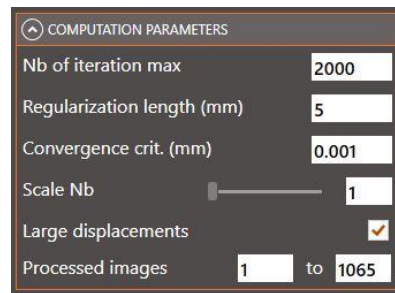 COMPUTATION PARAMETERS
Nb of iteration max 2000
Regularization length (mm) 5
Convergence crit. (mm) 0.001
Scale Nb 1
Large displacements
Processed images 1 to 1065